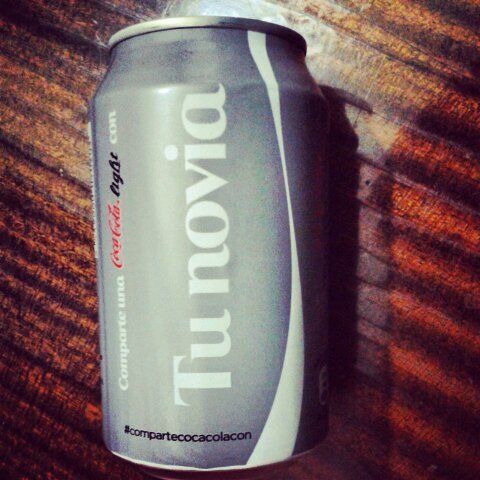 Comparte una Coca-Cola light con
Tu novia
#compartecocacolacon